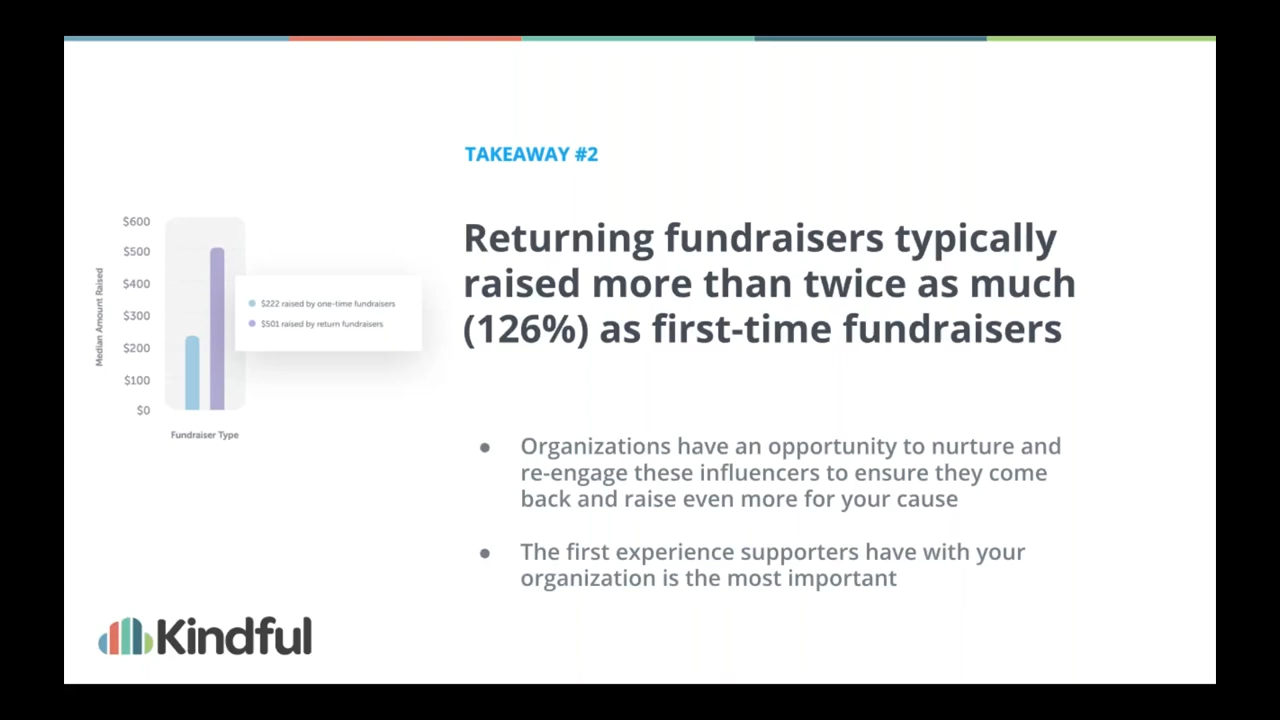 TAKEAWAY #2
Returning fundraisers typically
raised more than twice as much
(126%) as first-time fundraisers
$600
$500
$400
$300
$200
$100
$0
Median Amount Raised
Fundraiser Type
$222 raised by one-time fundraisers
$501 raised by return fundraisers
● Organizations have an opportunity to nurture and
re-engage these influencers to ensure they come
back and raise even more for your cause
● The first experience supporters have with your
organization is the most important
Kindful